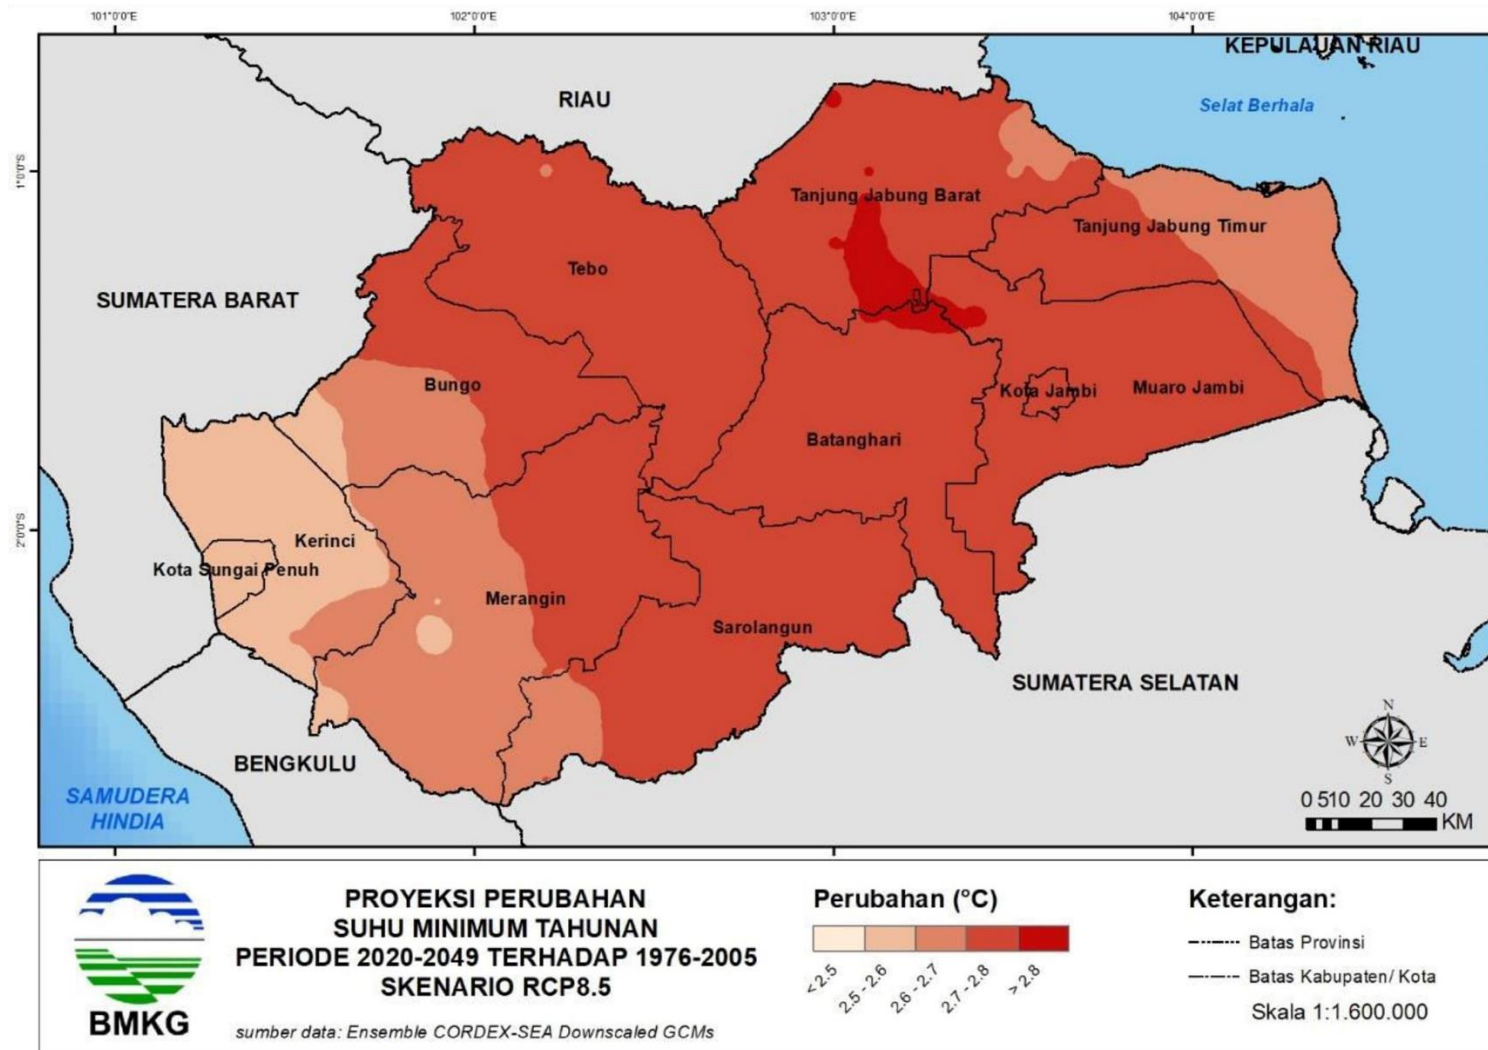 101°0'0"E 102°0'0"E 103°0'0"E 104°0'0"E
KEPULAUAN RIAU
RIAU
Selat Berhala
1°0'0"S
Tanjung Jabung Barat
Tanjung Jabung Timur
Tebo
SUMATERA BARAT
Bungo
Kota Jambi
Muaro Jambi
Batanghari
2°0'0"S
Kerinci
Kota Sungai Penuh
Merangin
Sarolangun
SUMATERA SELATAN
BENGKULU
SAMUDERA
HINDIA
N
W E
S
0 510 20 30 40
KM
BMKG
PROYEKSI PERUBAHAN
SUHU MINIMUM TAHUNAN
PERIODE 2020-2049 TERHADAP 1976-2005
SKENARIO RCP8.5
sumber data: Ensemble CORDEX-SEA Downscaled GCMs
Perubahan (°C)
< 2.5
2.5 - 2.6
2.6 - 2.7
2.7 - 2.8
> 2.8
Keterangan:
Batas Provinsi
Batas Kabupaten/ Kota
Skala 1:1.600.000